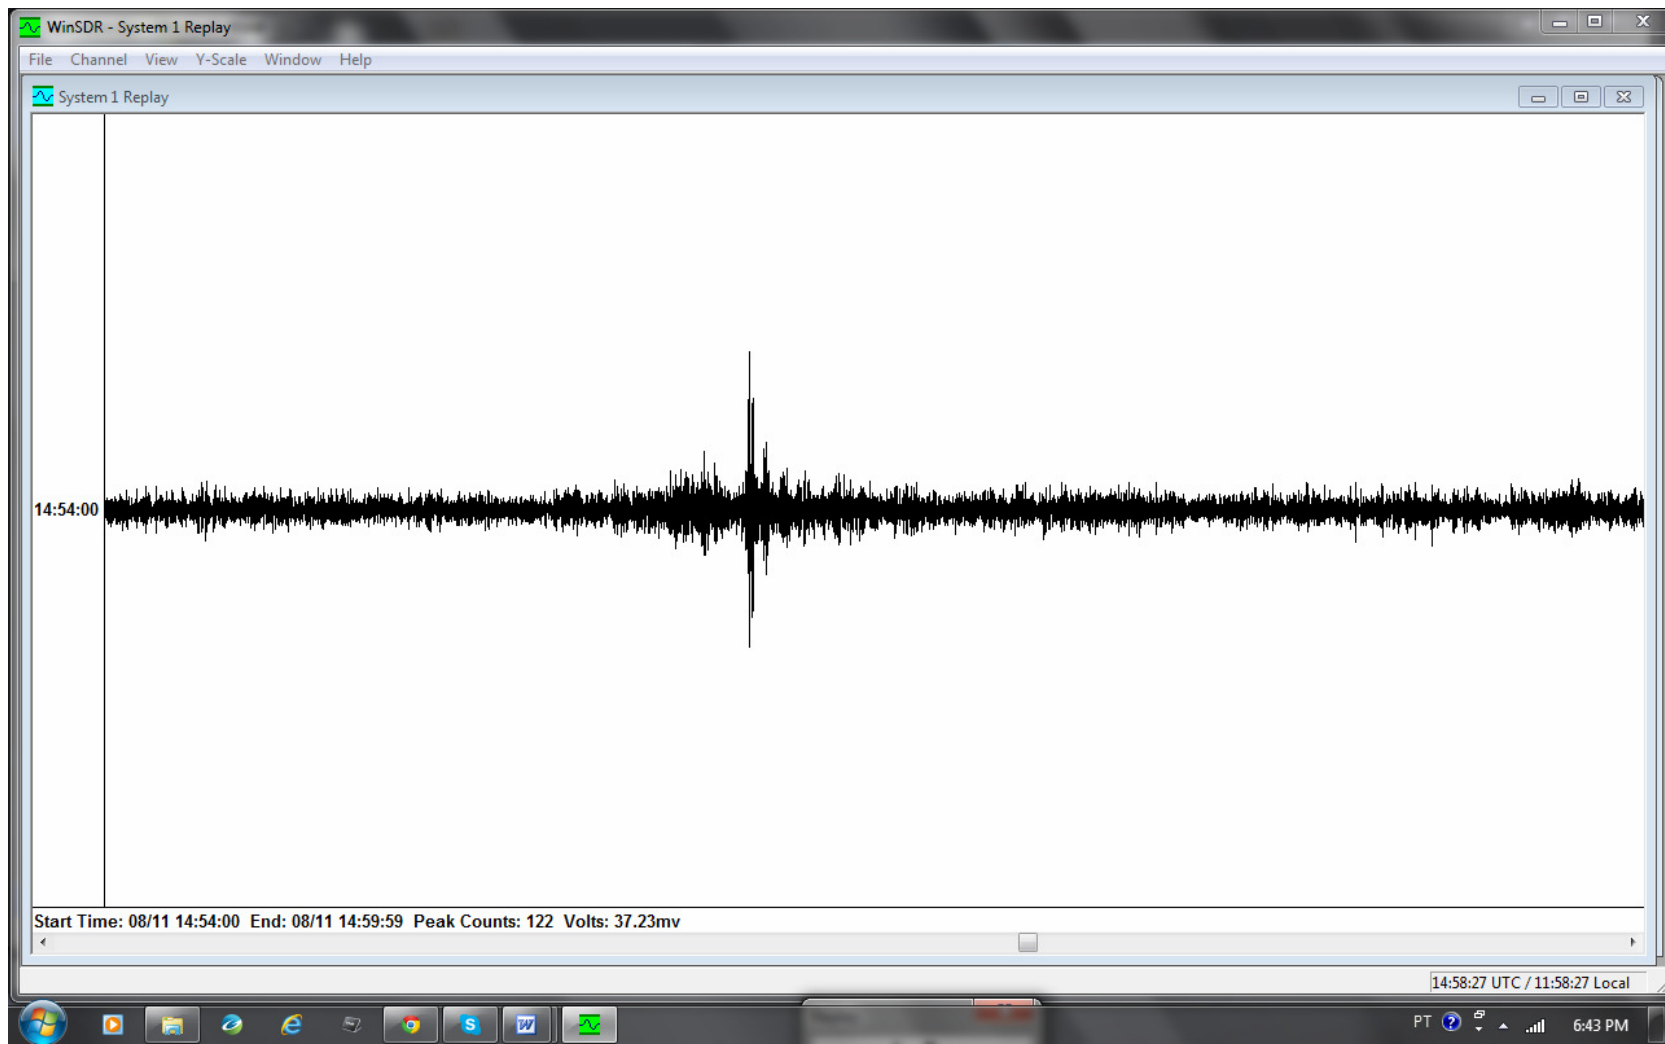 WinSDR - System 1 Replay
File Channel View Y-Scale Window Help
System 1 Replay
14:54:00
Start Time: 08/11 14:54:00 End: 08/11 14:59:59 Peak Counts: 122 Volts: 37.23mv
14:58:27 UTC / 11:58:27 Local
PT
6:43 PM